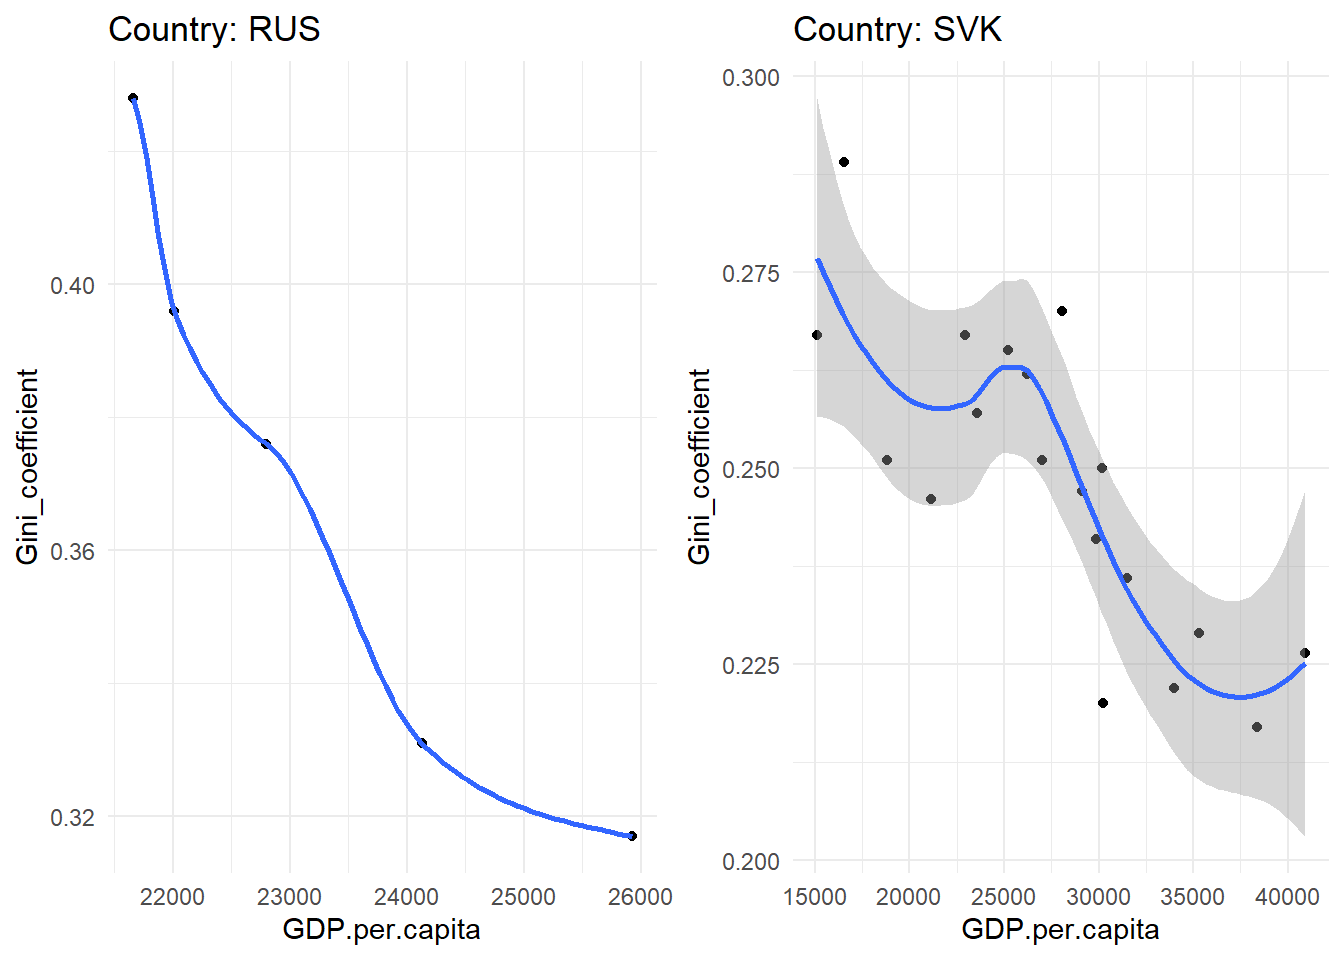 Country: RUS
Gini_coefficient
0.40
0.36
0.32
22000 23000 24000 25000 26000
GDP.per.capita
Country: SVK
Gini_coefficient
0.300
0.275
0.250
0.225
0.200
15000 20000 25000 30000 35000 40000
GDP.per.capita